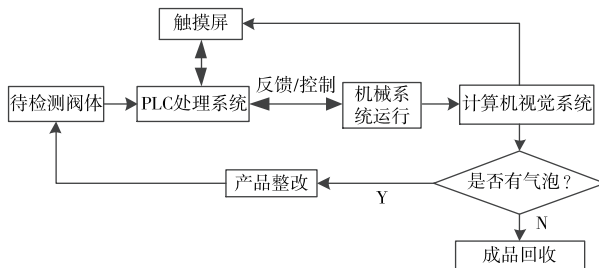 触摸屏
待检测阀体
PLC处理系统
反馈/控制
机械系
统运行
计算机视觉系统
产品整改
Y
是否有气泡?
N
成品回收